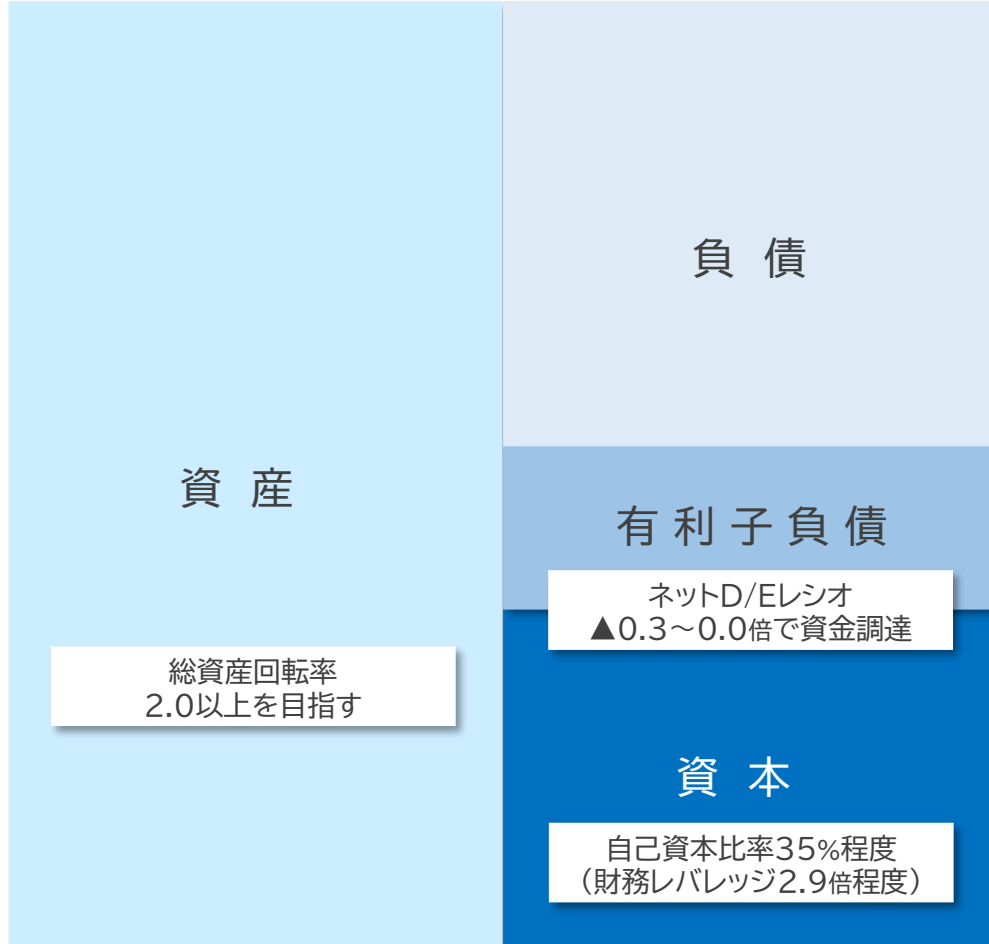 資 産
総資産回転率
2.0以上を目指す
負 債
有 利 子 負 債
ネットD/Eレシオ
▲0.3～0.0倍で資金調達
資 本
自己資本比率35%程度
（財務レバレッジ2.9倍程度）